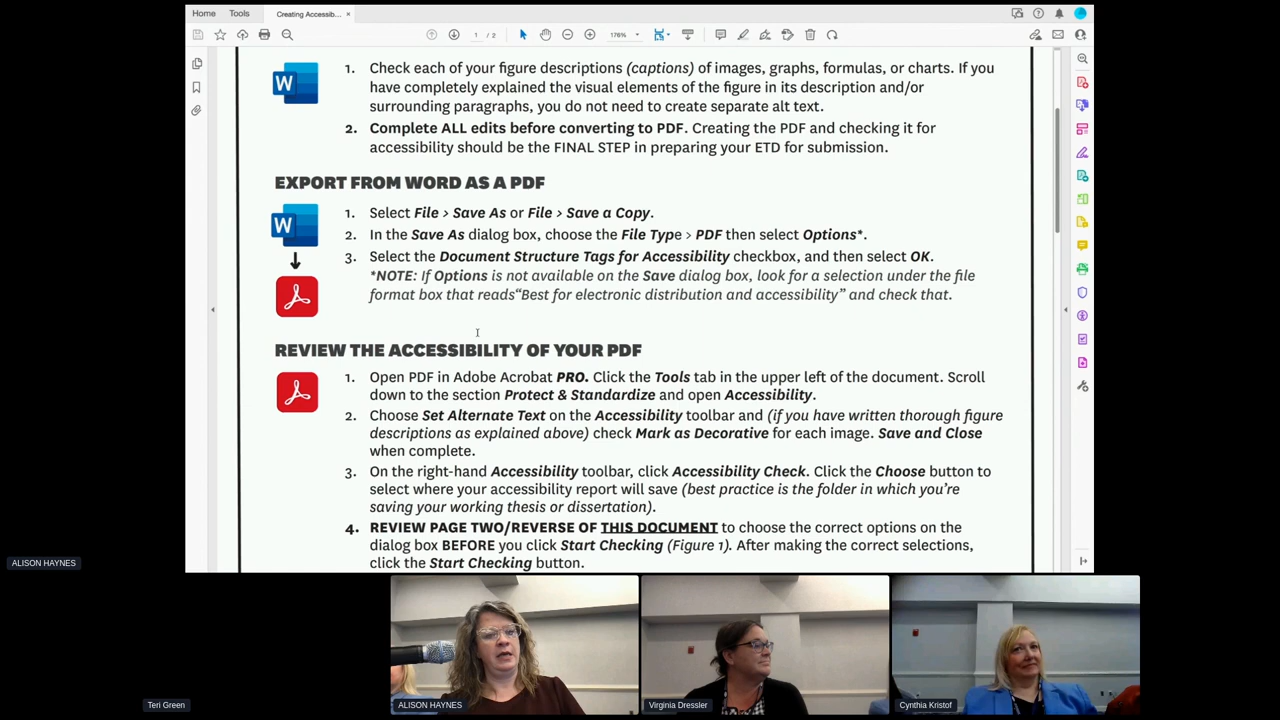 Home Tools Creating Accessib... ×
1 / 2 176%
1. Check each of your figure descriptions (captions) of images, graphs, formulas, or charts. If you
have completely explained the visual elements of the figure in its description and/or
surrounding paragraphs, you do not need to create separate alt text.
2. Complete ALL edits before converting to PDF. Creating the PDF and checking it for
accessibility should be the FINAL STEP in preparing your ETD for submission.
EXPORT FROM WORD AS A PDF
W
1. Select File > Save As or File > Save a Copy.
2. In the Save As dialog box, choose the File Type > PDF then select Options*.
3. Select the Document Structure Tags for Accessibility checkbox, and then select OK.
*NOTE: If Options is not available on the Save dialog box, look for a selection under the file
format box that reads“Best for electronic distribution and accessibility” and check that.
REVIEW THE ACCESSIBILITY OF YOUR PDF
1. Open PDF in Adobe Acrobat PRO. Click the Tools tab in the upper left of the document. Scroll
down to the section Protect & Standardize and open Accessibility.
2. Choose Set Alternate Text on the Accessibility toolbar and (if you have written thorough figure
descriptions as explained above) check Mark as Decorative for each image. Save and Close
when complete.
3. On the right-hand Accessibility toolbar, click Accessibility Check. Click the Choose button to
select where your accessibility report will save (best practice is the folder in which you’re
saving your working thesis or dissertation).
4. REVIEW PAGE TWO/REVERSE OF THIS DOCUMENT to choose the correct options on the
dialog box BEFORE you click Start Checking (Figure 1). After making the correct selections,
click the Start Checking button.
ALISON HAYNES
Teri Green
ALISON HAYNES
Virginia Dressler
Cynthia Kristof